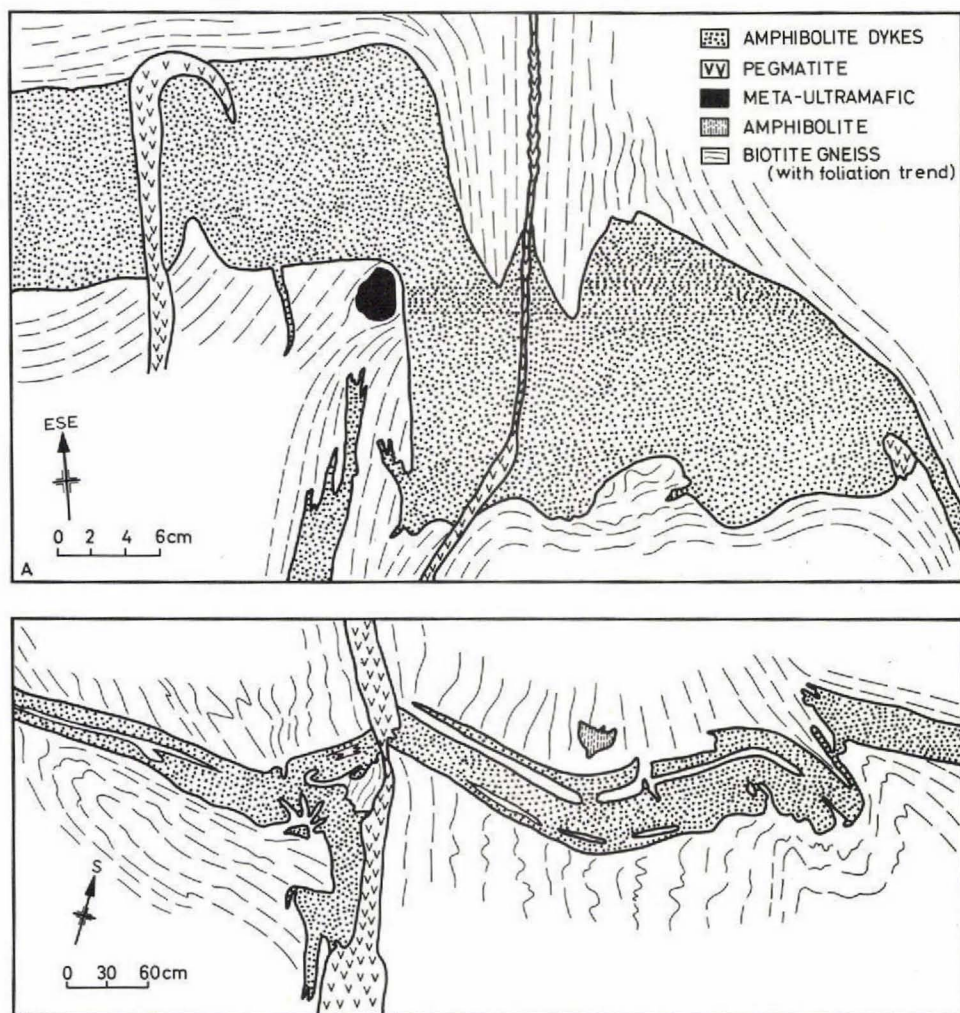 AMPHIBOLITE DYKES
PEGMATITE
META-ULTRAMAFIC
AMPHIBOLITE
BIOTITE GNEISS
(with foliation trend)
ESE
0 2 4 6cm
A
S
0 30 60cm